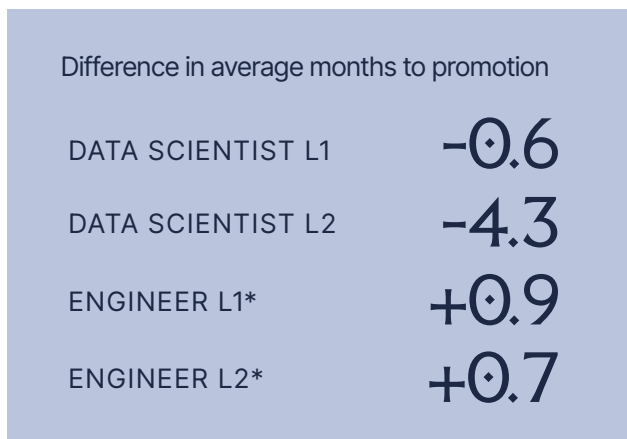 Difference in average months to promotion
DATA SCIENTIST L1 -0.6
DATA SCIENTIST L2 -4.3
ENGINEER L1* +0.9
ENGINEER L2* +0.7